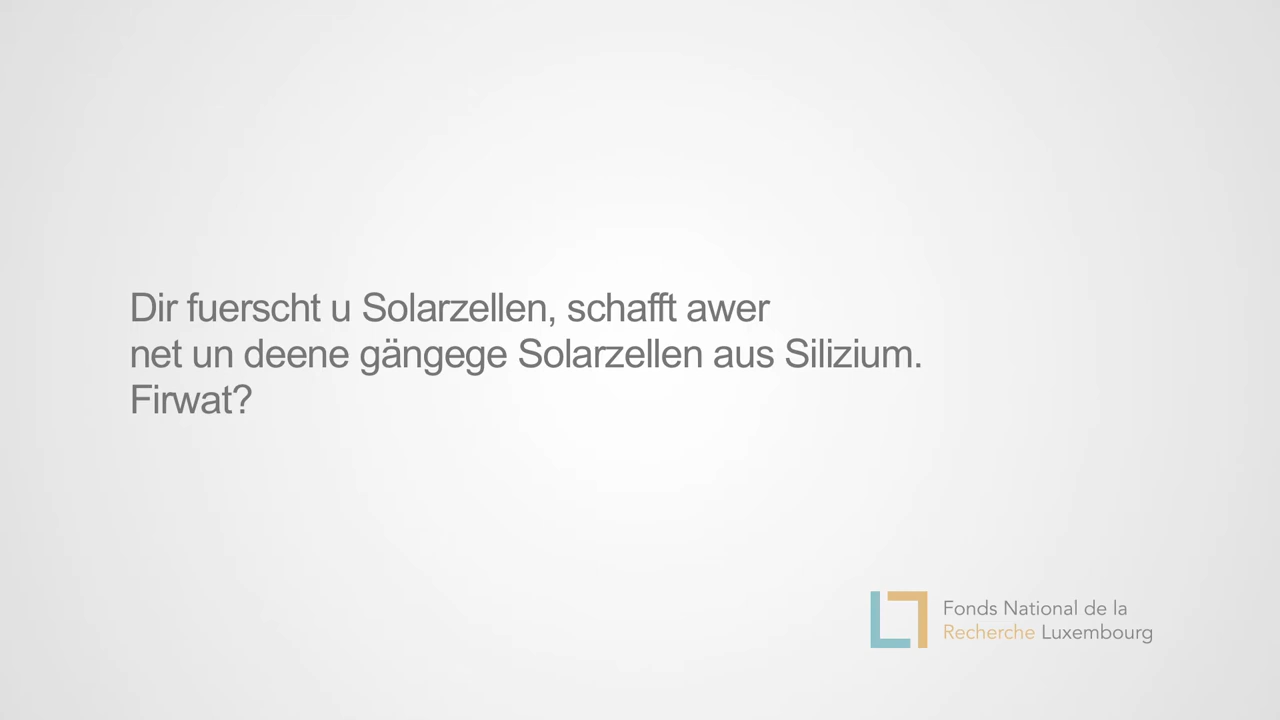 Dir fuerscht u Solarzellen, schafft awer
net un deene gängege Solarzellen aus Silizium.
Firwat?
Fonds National de la
Recherche Luxembourg